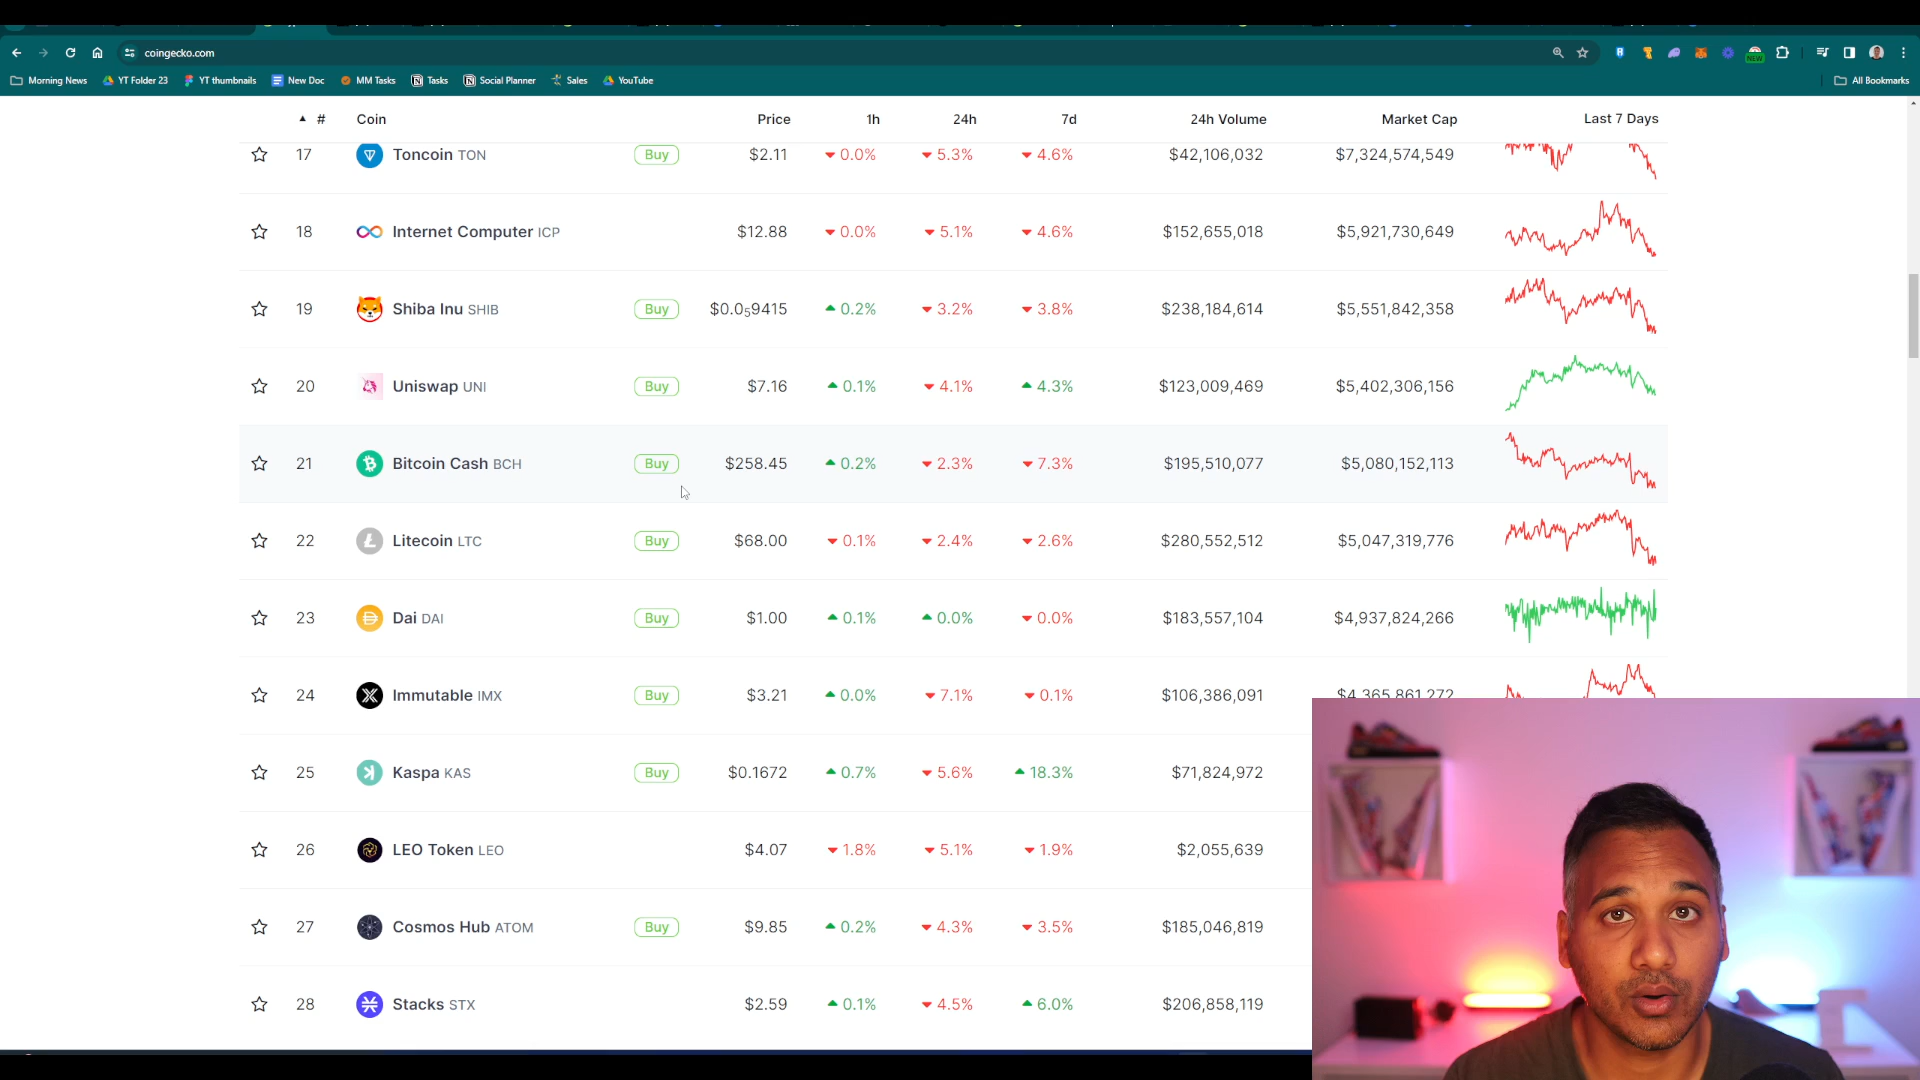 coingecko.com
NEW
Morning News YT Folder 23 YT thumbnails New Doc MM Tasks Tasks Social Planner Sales YouTube All Bookmarks
# Coin Price 1h 24h 7d 24h Volume Market Cap Last 7 Days
17 Toncoin TON Buy $2.11 0.0% 5.3% 4.6% $42,106,032 $7,324,574,549
18 Internet Computer ICP $12.88 0.0% 5.1% 4.6% $152,655,018 $5,921,730,649
19 Shiba Inu SHIB Buy $0.0₅9415 0.2% 3.2% 3.8% $238,184,614 $5,551,842,358
20 Uniswap UNI Buy $7.16 0.1% 4.1% 4.3% $123,009,469 $5,402,306,156
21 Bitcoin Cash BCH Buy $258.45 0.2% 2.3% 7.3% $195,510,077 $5,080,152,113
22 Litecoin LTC Buy $68.00 0.1% 2.4% 2.6% $280,552,512 $5,047,319,776
23 Dai DAI Buy $1.00 0.1% 0.0% 0.0% $183,557,104 $4,937,824,266
24 Immutable IMX Buy $3.21 0.0% 7.1% 0.1% $106,386,091 $4,365,861,272
25 Kaspa KAS Buy $0.1672 0.7% 5.6% 18.3% $71,824,972
26 LEO Token LEO $4.07 1.8% 5.1% 1.9% $2,055,639
27 Cosmos Hub ATOM Buy $9.85 0.2% 4.3% 3.5% $185,046,819
28 Stacks STX $2.59 0.1% 4.5% 6.0% $206,858,119